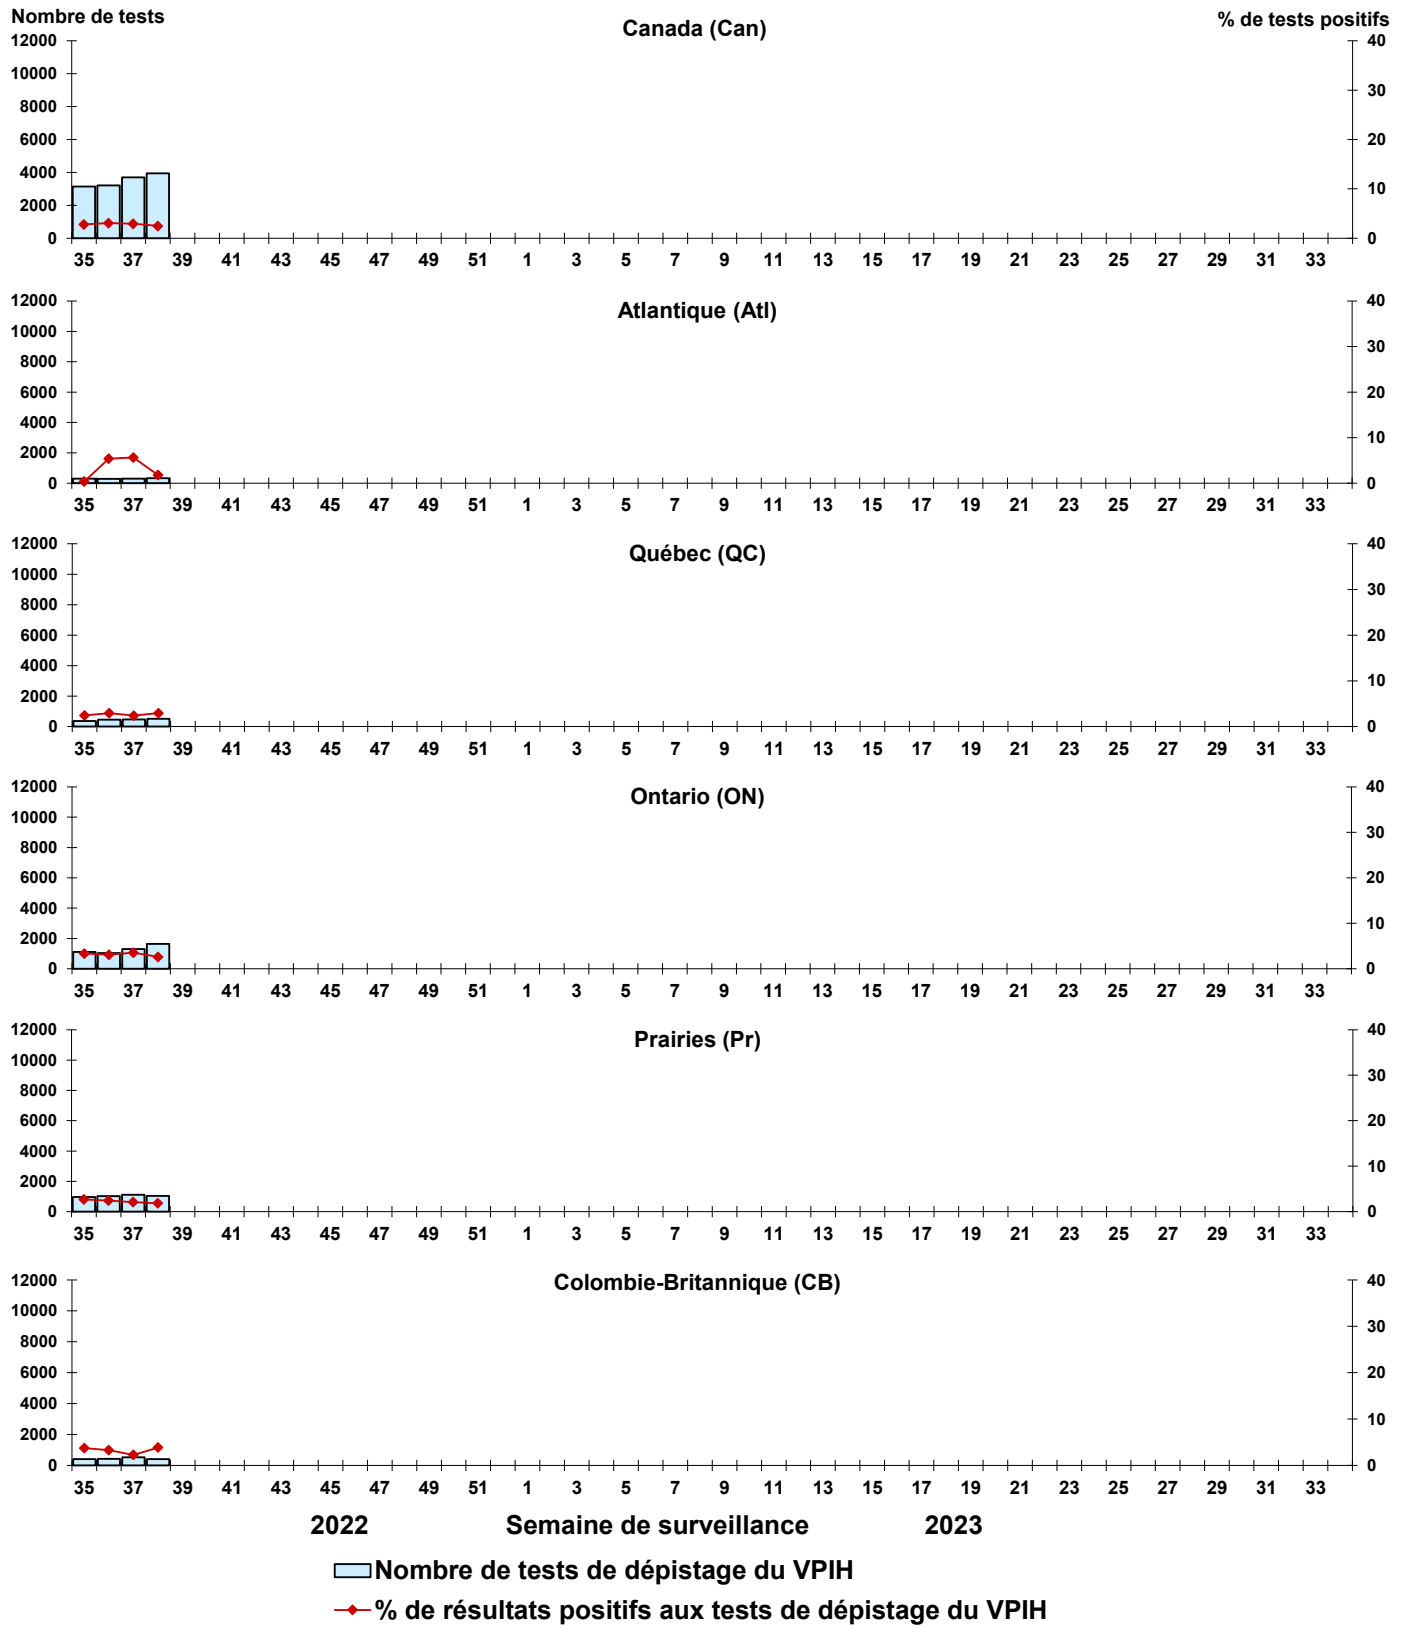 Nombre de tests
Canada (Can)
% de tests positifs
12000 40
10000 30
8000
6000 20
4000 10
2000
0 0
35 37 39 41 43 45 47 49 51 1 3 5 7 9 11 13 15 17 19 21 23 25 27 29 31 33
Atlantique (Atl)
12000 40
10000 30
8000
6000 20
4000 10
2000
0 0
35 37 39 41 43 45 47 49 51 1 3 5 7 9 11 13 15 17 19 21 23 25 27 29 31 33
Québec (QC)
12000 40
10000 30
8000
6000 20
4000 10
2000
0 0
35 37 39 41 43 45 47 49 51 1 3 5 7 9 11 13 15 17 19 21 23 25 27 29 31 33
Ontario (ON)
12000 40
10000 30
8000
6000 20
4000 10
2000
0 0
35 37 39 41 43 45 47 49 51 1 3 5 7 9 11 13 15 17 19 21 23 25 27 29 31 33
Prairies (Pr)
12000 40
10000 30
8000
6000 20
4000 10
2000
0 0
35 37 39 41 43 45 47 49 51 1 3 5 7 9 11 13 15 17 19 21 23 25 27 29 31 33
Colombie-Britannique (CB)
12000 40
10000 30
8000
6000 20
4000 10
2000
0 0
35 37 39 41 43 45 47 49 51 1 3 5 7 9 11 13 15 17 19 21 23 25 27 29 31 33
2022 Semaine de surveillance 2023
Nombre de tests de dépistage du VPIH
% de résultats positifs aux tests de dépistage du VPIH